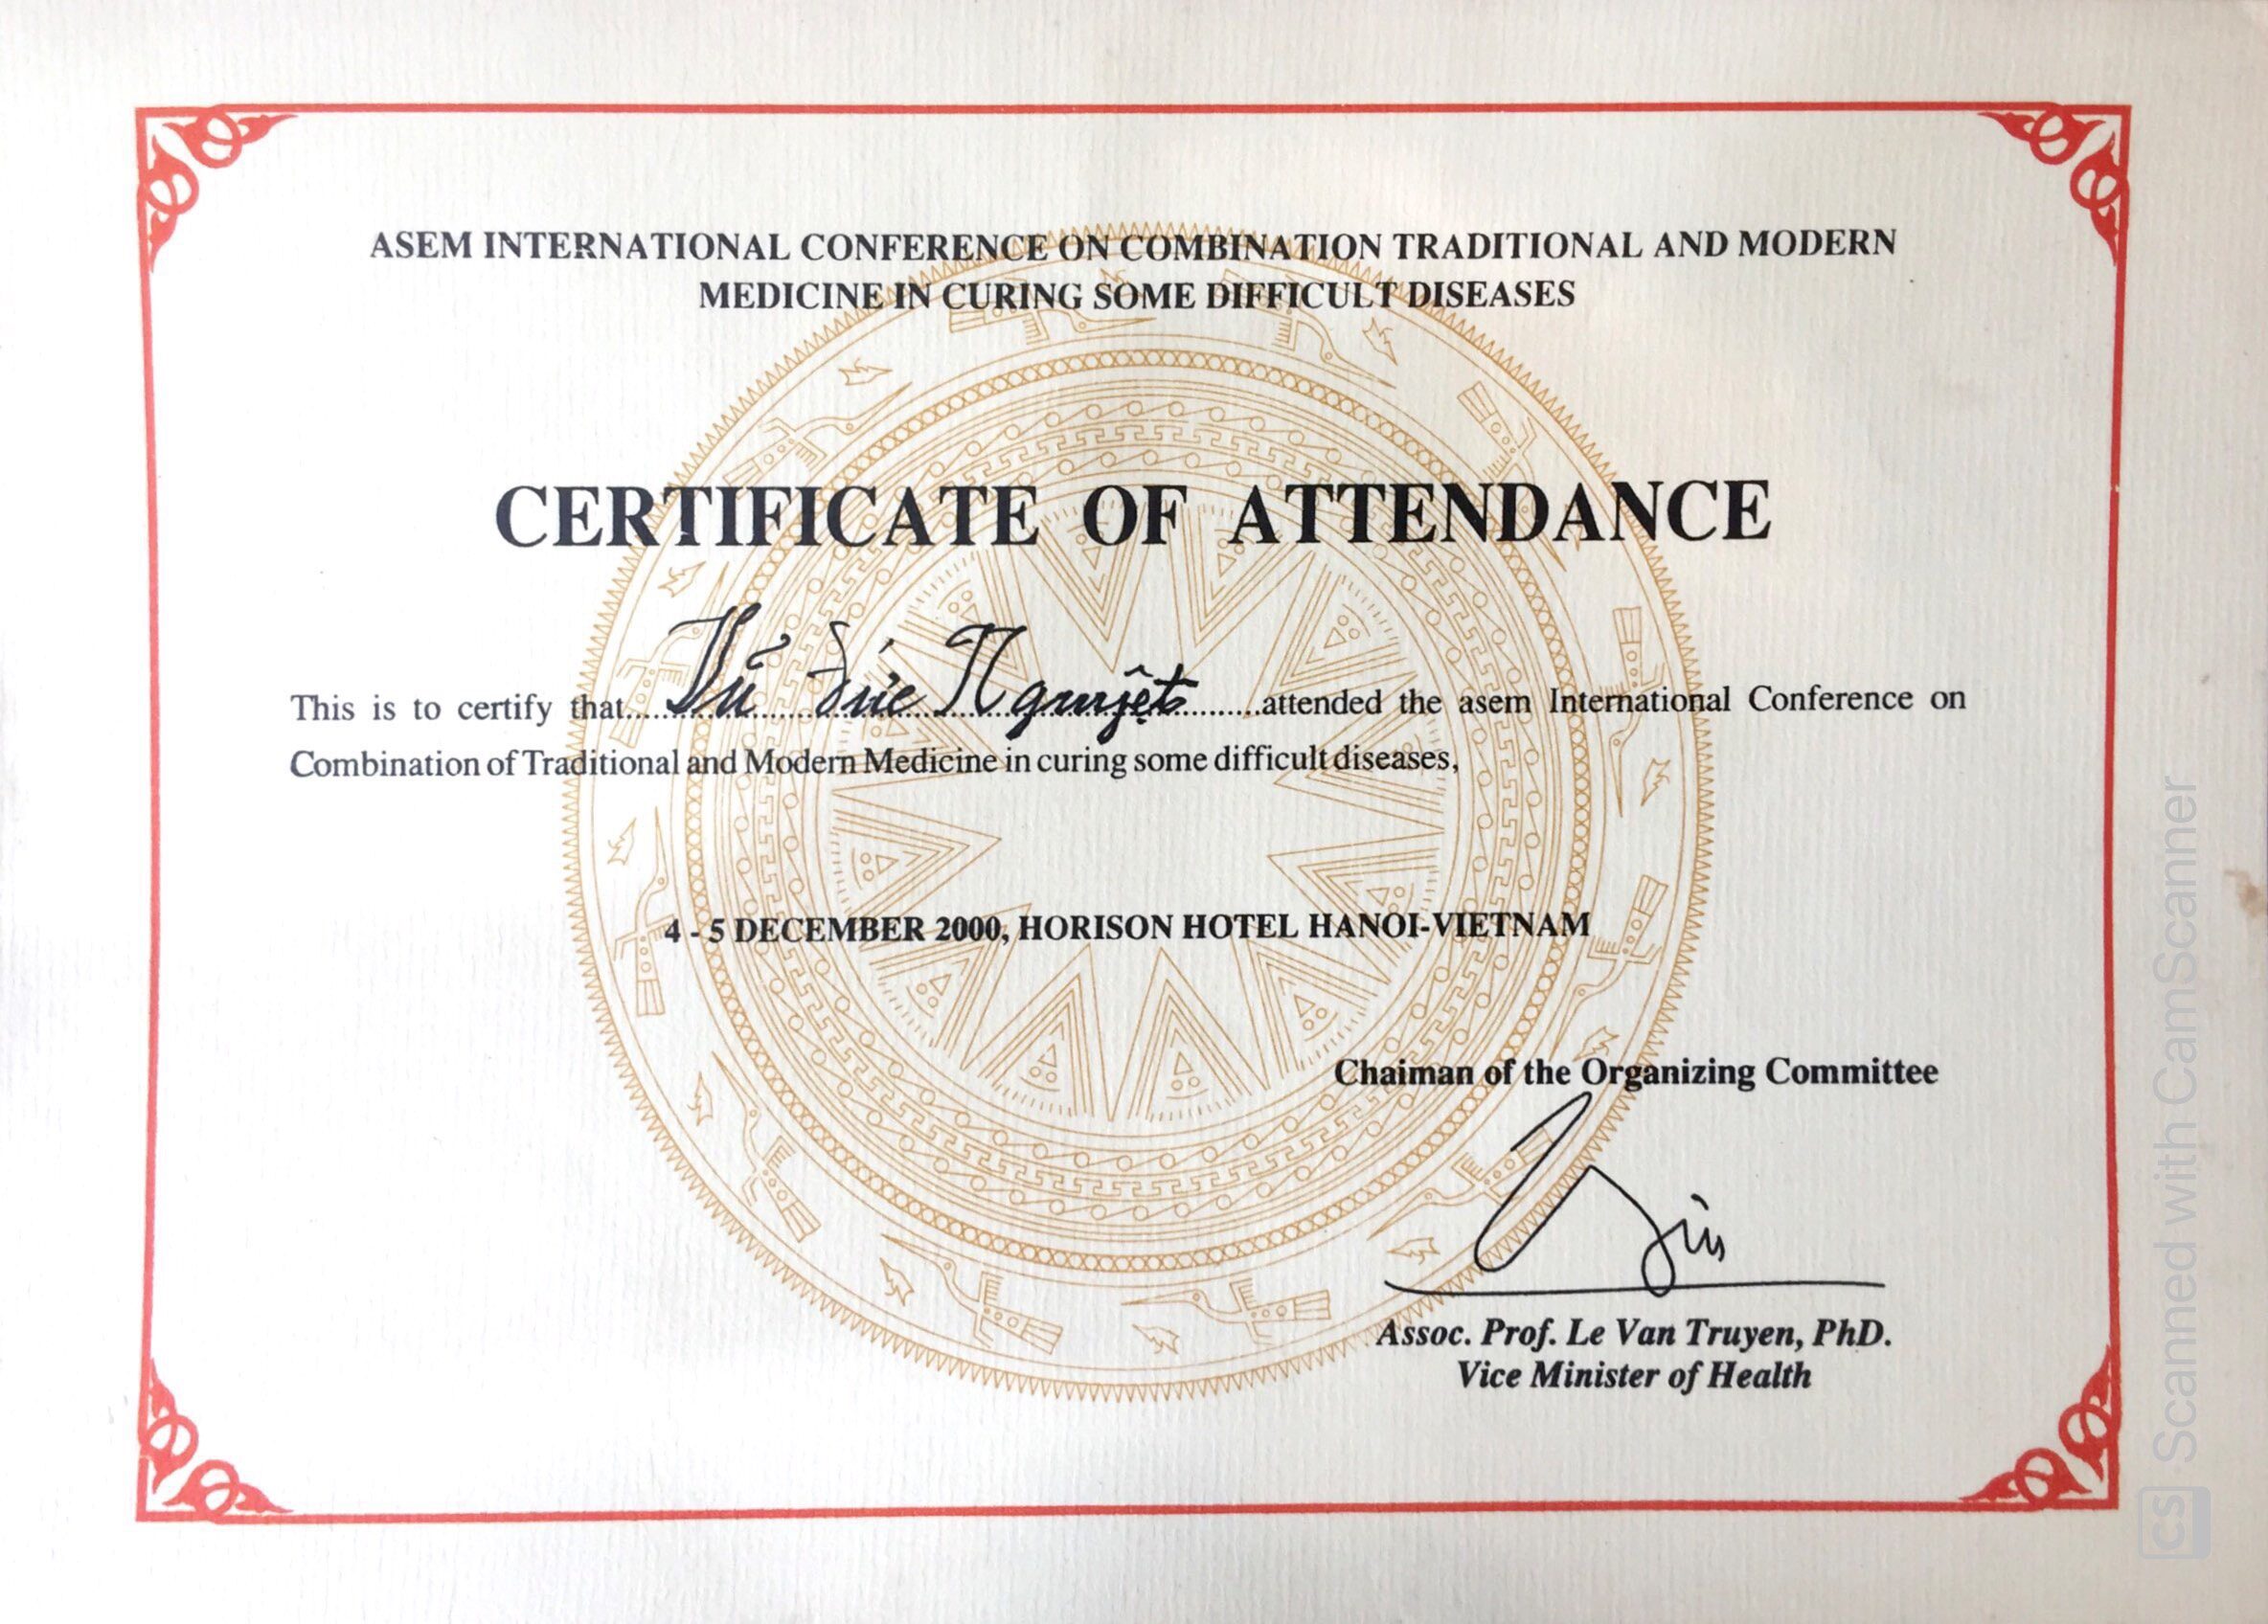 ASEM INTERNATIONAL CONFERENCE ON COMBINATION TRADITIONAL AND MODERN
MEDICINE IN CURING SOME DIFFICULT DISEASES
CERTIFICATE OF ATTENDANCE
This is to certify that.....Vũ Đức Nguyệt.........attended the asem International Conference on
Combination of Traditional and Modern Medicine in curing some difficult diseases,
4 - 5 DECEMBER 2000, HORISON HOTEL HANOI-VIETNAM
Chaiman of the Organizing Committee
Assoc. Prof. Le Van Truyen, PhD.
Vice Minister of Health
CS Scanned with CamScanner